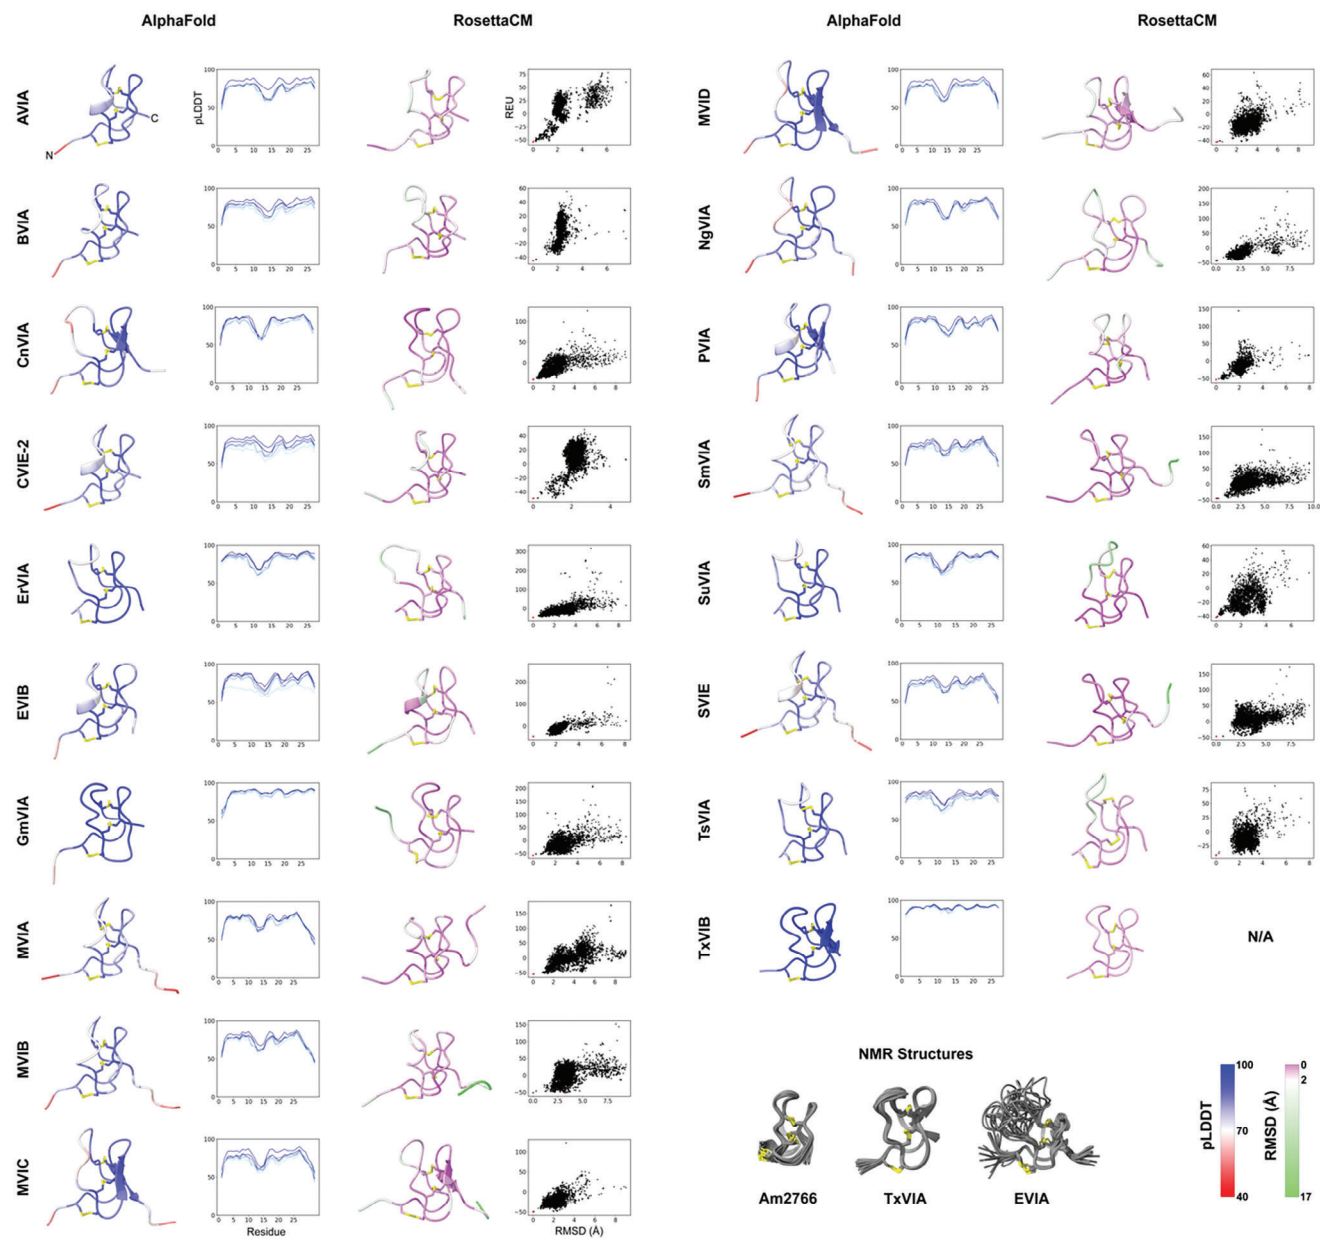 AlphaFold RosettaCM AlphaFold RosettaCM
AVIA
N
C
pLDDT
REU
MVID
BVIA
NgVIA
CnVIA
PVIA
CVIE-2
SmVIA
ErVIA
SuVIA
EVIB
SVIE
GmVIA
TsVIA
MVIA
TxVIB
N/A
MVIB
MVIC
Residue
RMSD (Å)
NMR Structures
Am2766 TxVIA EVIA
pLDDT
100
70
40
RMSD (Å)
0
2
17